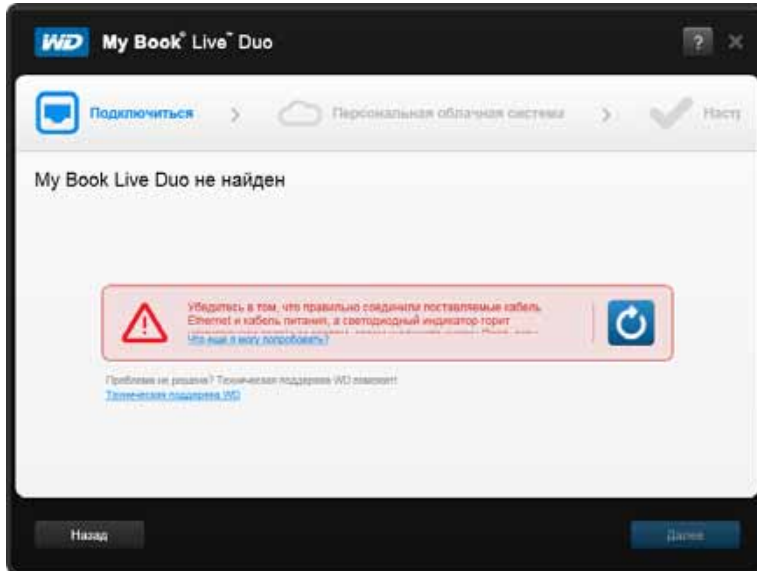 WD My Book® Live™ Duo ?
Подключиться > Персональная облачная система > Наст
My Book Live Duo не найден
Убедитесь в том, что правильно соединили поставляемые кабель
Ethernet и кабель питания, а светодиодный индикатор горит
Что еще я могу попробовать?
Проблема не решена? Техническая поддержка WD поможет!
Техническая поддержка WD
Назад
Далее